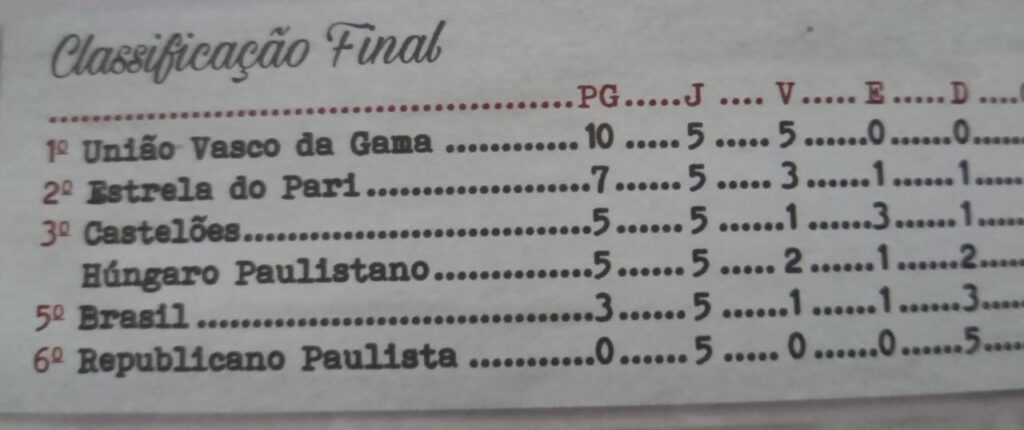 Classificação Final
PG J V E D
1º União Vasco da Gama 10 5 5 0 0
2º Estrela do Pari 7 5 3 1 1
3º Castelões 5 5 1 3 1
Húngaro Paulistano 5 5 2 1 2
5º Brasil 3 5 1 1 3
6º Republicano Paulista 0 5 0 0 5